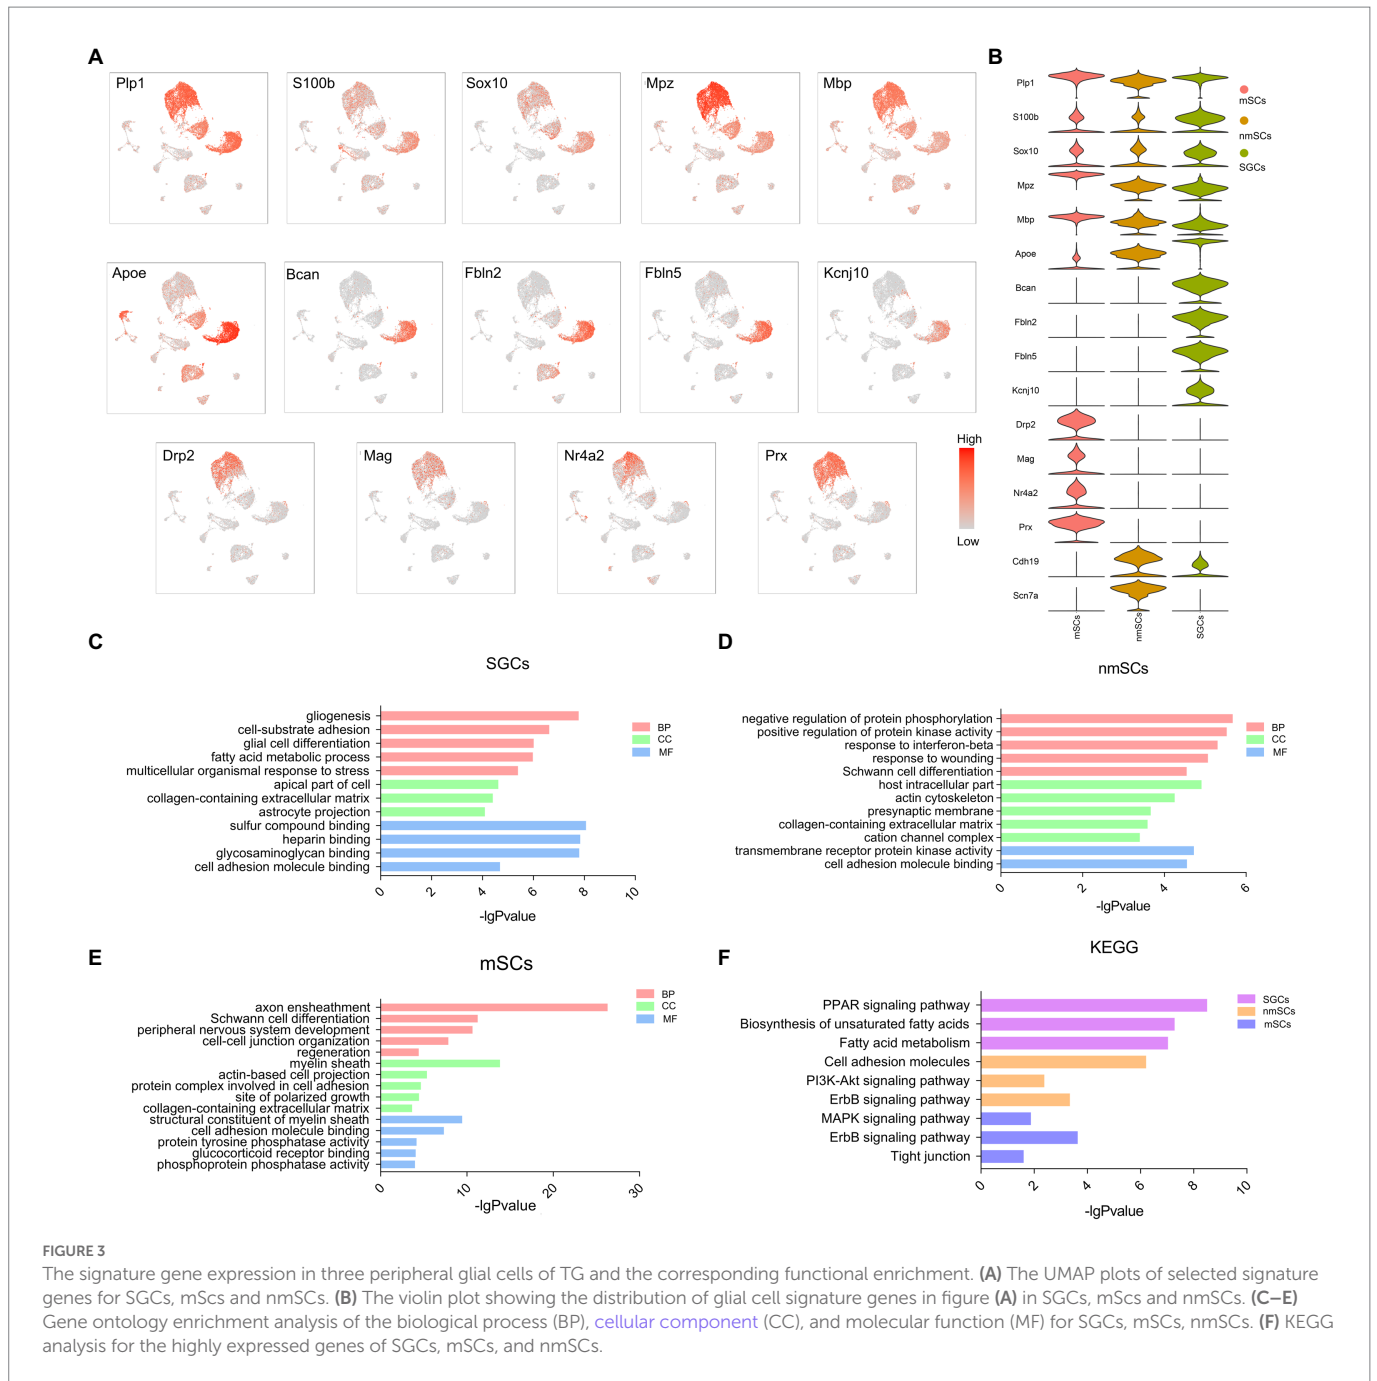 A
Plp1
S100b
Sox10
Mpz
Mbp
Apoe
Bcan
Fbln2
Fbln5
Kcnj10
Drp2
Mag
Nr4a2
Prx
High
Low
B
Plp1
S100b
Sox10
Mpz
Mbp
Apoe
Bcan
Fbln2
Fbln5
Kcnj10
Drp2
Mag
Nr4a2
Prx
Cdh19
Scn7a
mSCs
nmSCs
SGCs
mSCs
nmSCs
SGCs
C
SGCs
gliogenesis
cell-substrate adhesion
glial cell differentiation
fatty acid metabolic process
multicellular organismal response to stress
apical part of cell
collagen-containing extracellular matrix
astrocyte projection
sulfur compound binding
heparin binding
glycosaminoglycan binding
cell adhesion molecule binding
BP
CC
MF
0 2 4 6 8 10
-lgPvalue
D
nmSCs
negative regulation of protein phosphorylation
positive regulation of protein kinase activity
response to interferon-beta
response to wounding
Schwann cell differentiation
host intracellular part
actin cytoskeleton
presynaptic membrane
collagen-containing extracellular matrix
cation channel complex
transmembrane receptor protein kinase activity
cell adhesion molecule binding
BP
CC
MF
0 2 4 6
-lgPvalue
E
mSCs
axon ensheathment
Schwann cell differentiation
peripheral nervous system development
cell-cell junction organization
regeneration
myelin sheath
actin-based cell projection
protein complex involved in cell adhesion
site of polarized growth
collagen-containing extracellular matrix
structural constituent of myelin sheath
cell adhesion molecule binding
protein tyrosine phosphatase activity
glucocorticoid receptor binding
phosphoprotein phosphatase activity
BP
CC
MF
0 10 20 30
-lgPvalue
F
KEGG
PPAR signaling pathway
Biosynthesis of unsaturated fatty acids
Fatty acid metabolism
Cell adhesion molecules
PI3K-Akt signaling pathway
ErbB signaling pathway
MAPK signaling pathway
ErbB signaling pathway
Tight junction
SGCs
nmSCs
mSCs
0 2 4 6 8 10
-lgPvalue
FIGURE 3
The signature gene expression in three peripheral glial cells of TG and the corresponding functional enrichment. (A) The UMAP plots of selected signature
genes for SGCs, mScs and nmSCs. (B) The violin plot showing the distribution of glial cell signature genes in figure (A) in SGCs, mScs and nmSCs. (C–E)
Gene ontology enrichment analysis of the biological process (BP), cellular component (CC), and molecular function (MF) for SGCs, mSCs, nmSCs. (F) KEGG
analysis for the highly expressed genes of SGCs, mSCs, and nmSCs.